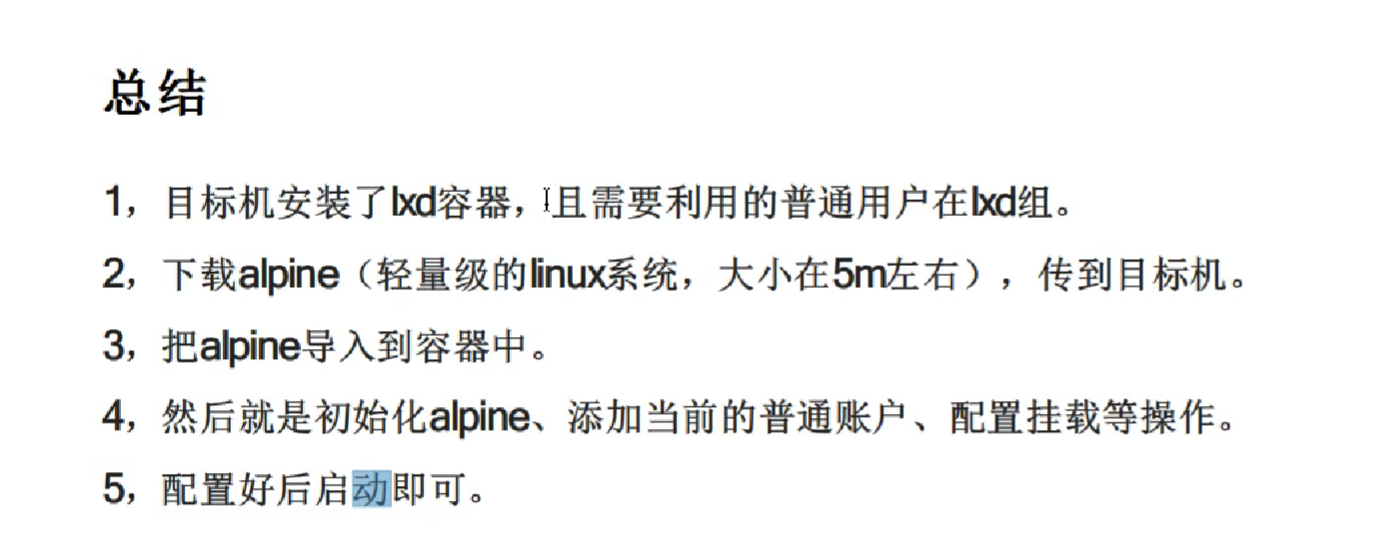 总结
1，目标机安装了lxd容器，且需要利用的普通用户在lxd组。
2，下载alpine（轻量级的linux系统，大小在5m左右），传到目标机。
3，把alpine导入到容器中。
4，然后就是初始化alpine、添加当前的普通账户、配置挂载等操作。
5，配置好后启动即可。